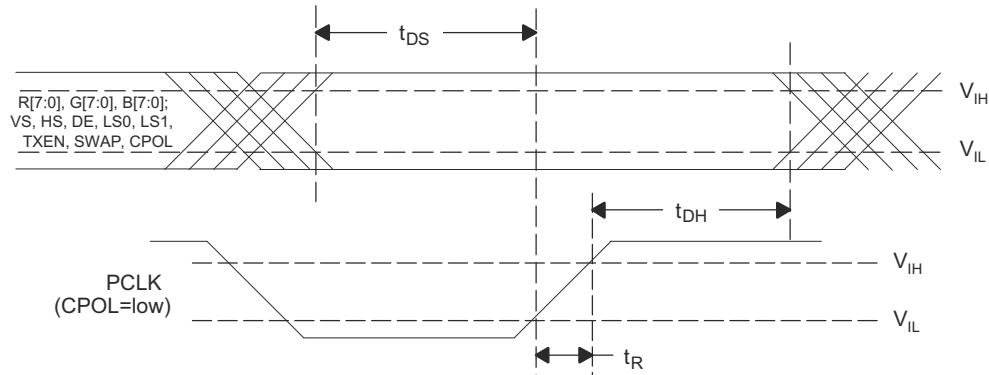 tDS
R[7:0], G[7:0], B[7:0];
VS, HS, DE, LS0, LS1,
TXEN, SWAP, CPOL
VIH
VIL
tDH
PCLK
(CPOL=low)
VIH
VIL
tR